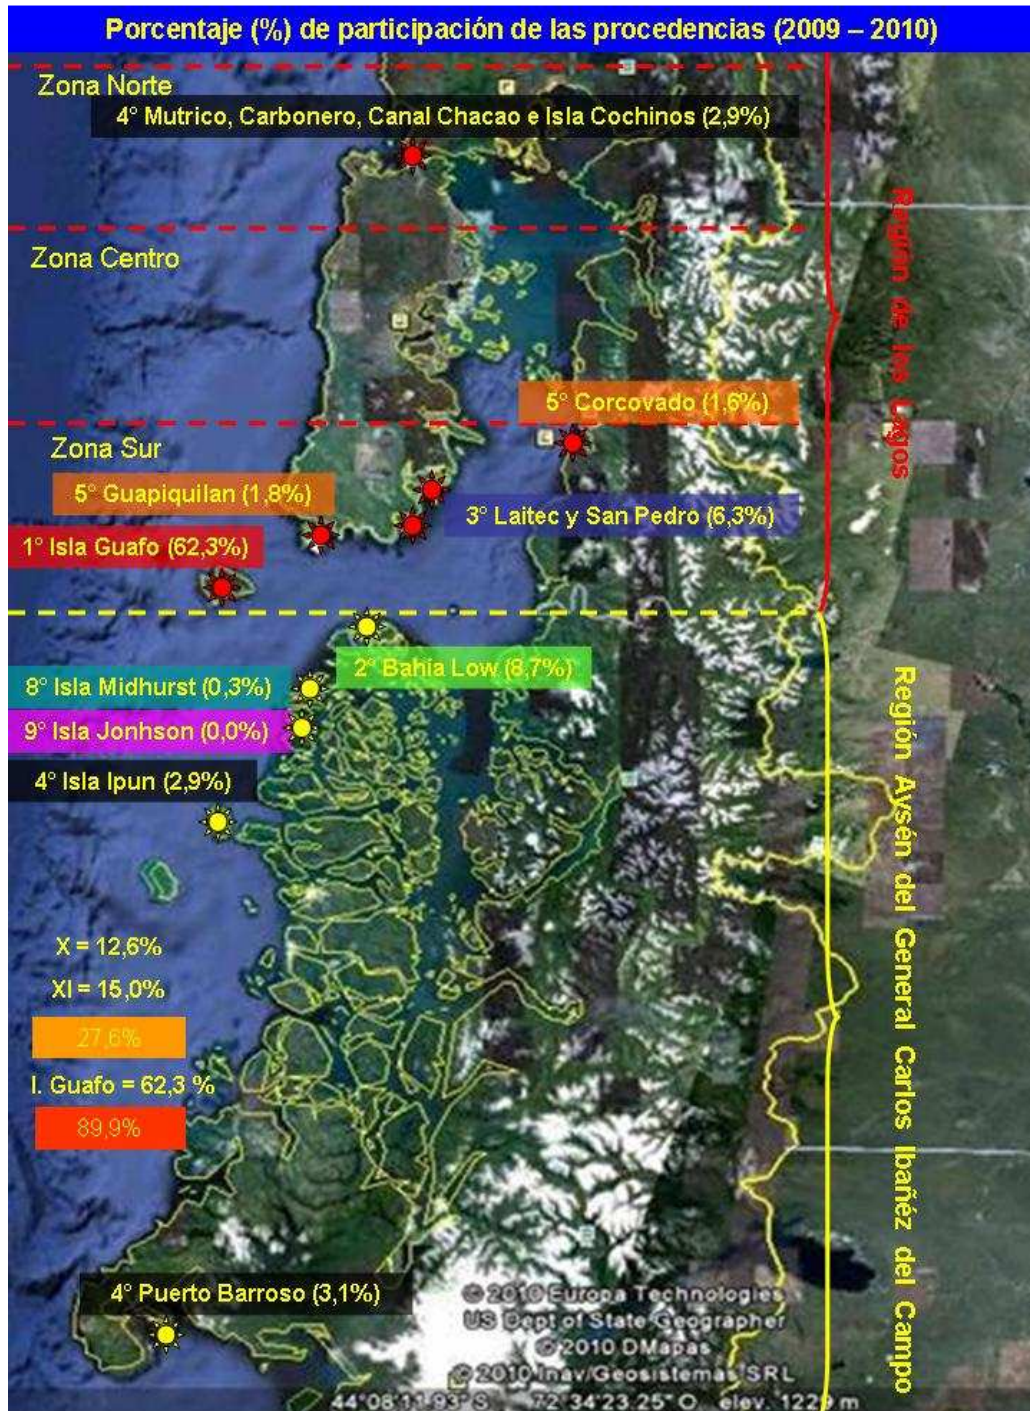 Porcentaje (%) de participación de las procedencias (2009 – 2010)
Zona Norte
4° Mutrico, Carbonero, Canal Chacao e Isla Cochinos (2,9%)
Región de los Lagos
Zona Centro
5° Corcovado (1,6%)
Zona Sur
5° Guapiquilan (1,8%)
3° Laitec y San Pedro (6,3%)
1° Isla Guafo (62,3%)
2° Bahía Low (8,7%)
8° Isla Midhurst (0,3%)
9° Isla Jonhson (0,0%)
4° Isla Ipun (2,9%)
Región Aysén del General Carlos Ibañéz del Campo
X = 12,6%
XI = 15,0%
27,6%
I. Guafo = 62,3 %
89,9%
4° Puerto Barroso (3,1%)
© 2010 Europa Technologies
US Dept of State Geographer
© 2010 DMapas
© 2010 Inav/Geosistemas SRL
44°08'11.93" S 72°34'23.25" O elev. 1229 m